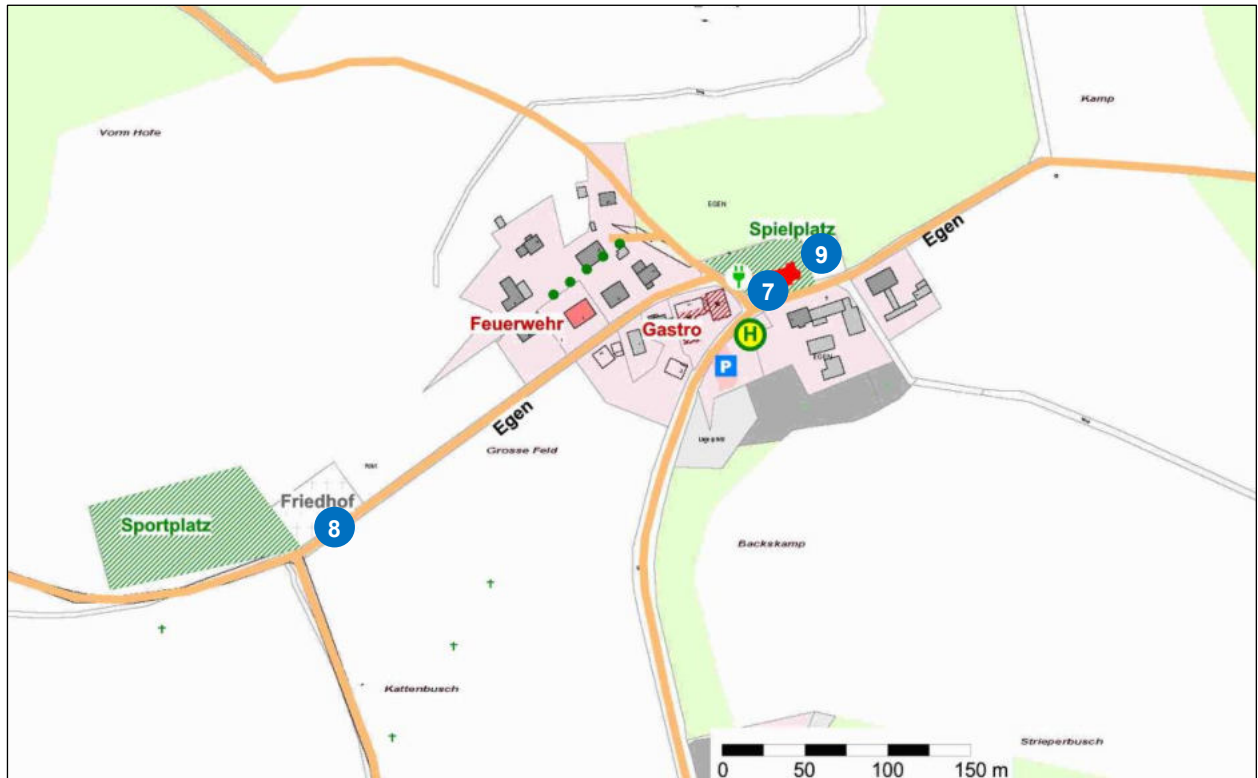 Vorm Hofe
Kamp
EGEN
Spielplatz
Egen
9
7
Feuerwehr
Gastro
H
P
EGEN
Egen
Grosse Feld
Friedhof
Sportplatz
8
Backskamp
Kattenbusch
Strieperbusch
0 50 100 150 m